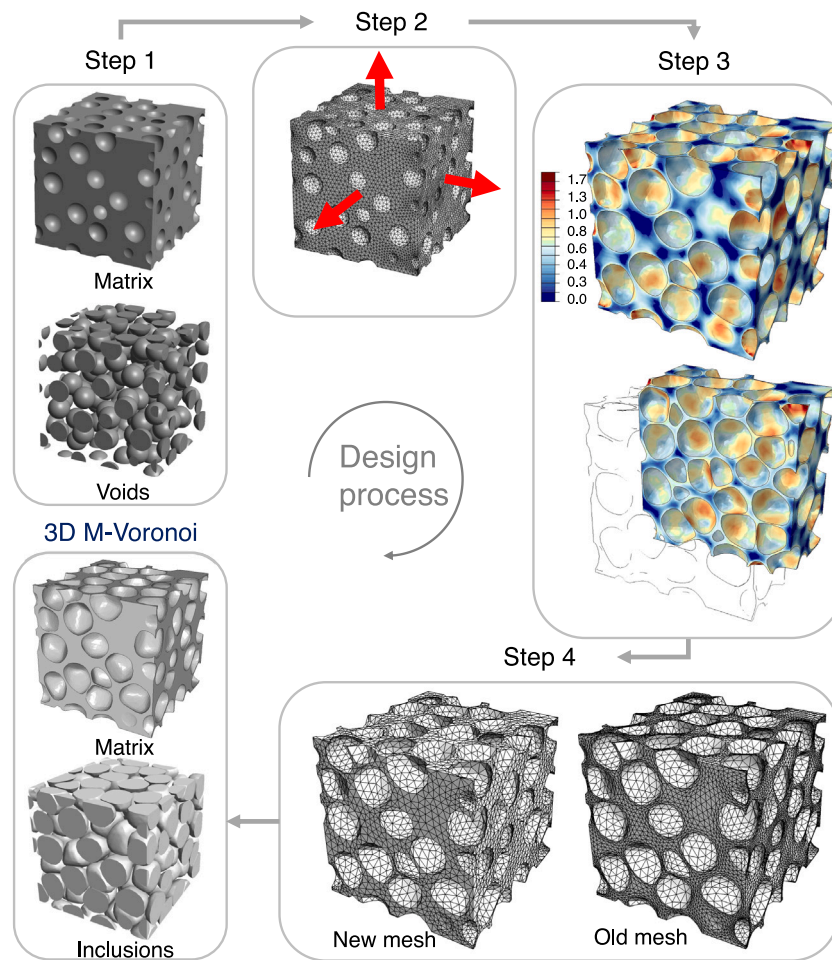 Step 1
Step 2
Step 3
Matrix
Voids
1.7
1.3
1.0
0.8
0.6
0.4
0.3
0.0
Design
process
3D M-Voronoi
Matrix
Inclusions
Step 4
New mesh
Old mesh